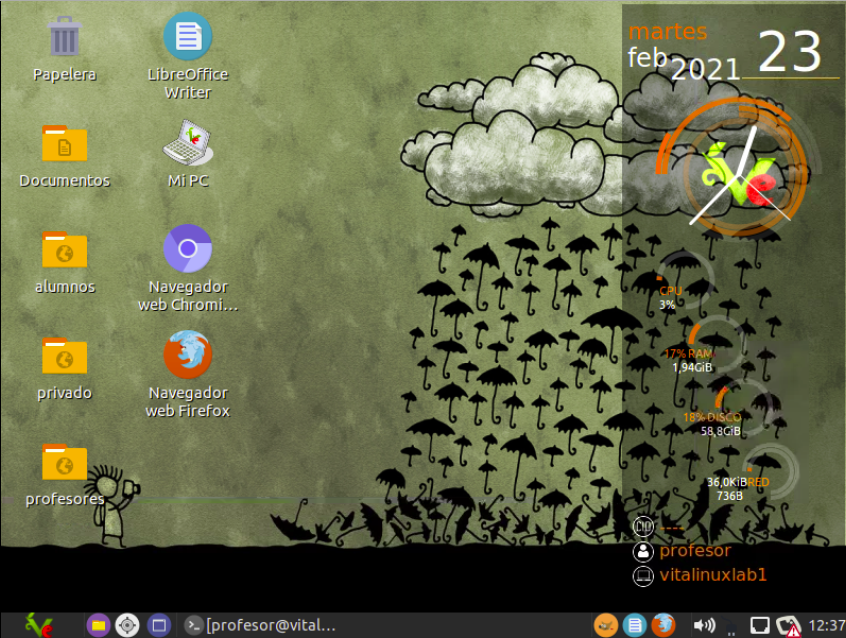 Papelera
LibreOffice
Writer
Documentos
Mi PC
alumnos
Navegador
web Chromi...
privado
Navegador
web Firefox
profesores
martes
feb 2021 23
CPU
3%
17% RAM
1,94GiB
18% DISCO
58,8GiB
36,0KiB RED
736B
----
profesor
vitalinuxlab1
[profesor@vital...
12:37